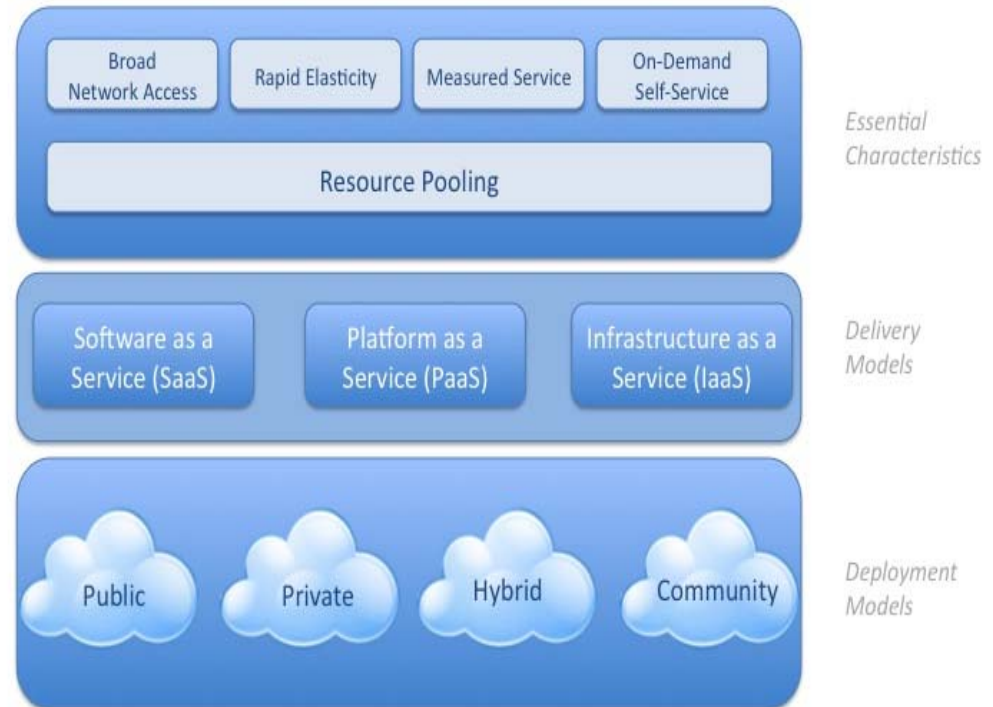 Broad
Network Access
Rapid Elasticity
Measured Service
On-Demand
Self-Service
Resource Pooling
Essential
Characteristics
Software as a
Service (SaaS)
Platform as a
Service (PaaS)
Infrastructure as a
Service (IaaS)
Delivery
Models
Public
Private
Hybrid
Community
Deployment
Models